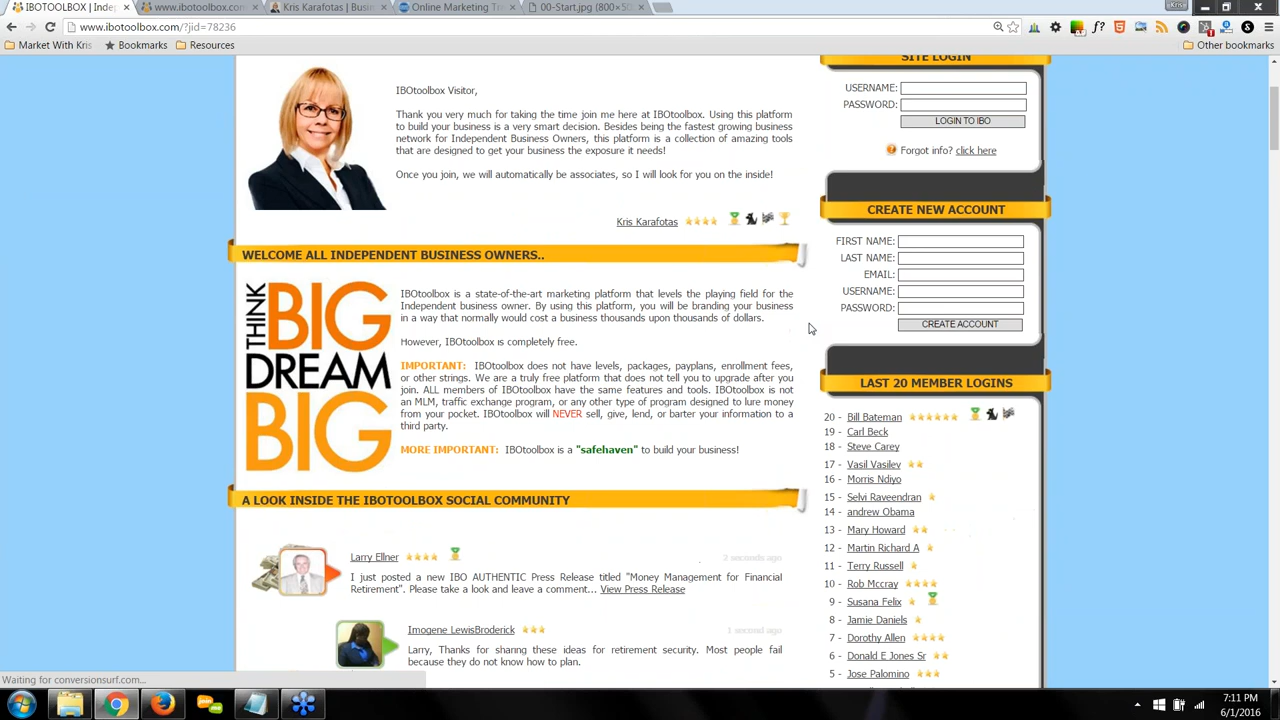 IBOTOOLBOX | Inde
www.ibotoolbox.com/
Kris Karafotas | Busin
Online Marketing T
00-Start.jpg (800×50
Kris
www.ibotoolbox.com/?jid=78236
Market With Kris
Bookmarks
Resources
Other bookmarks
IBOtoolbox Visitor,
Thank you very much for taking the time join me here at IBOtoolbox. Using this platform
to build your business is a very smart decision. Besides being the fastest growing business
network for Independent Business Owners, this platform is a collection of amazing tools
that are designed to get your business the exposure it needs!
Once you join, we will automatically be associates, so I will look for you on the inside!
Kris Karafotas
WELCOME ALL INDEPENDENT BUSINESS OWNERS..
THINK BIG
DREAM
BIG
IBOtoolbox is a state-of-the-art marketing platform that levels the playing field for the
Independent business owner. By using this platform, you will be branding your business
in a way that normally would cost a business thousands upon thousands of dollars.
However, IBOtoolbox is completely free.
IMPORTANT: IBOtoolbox does not have levels, packages, payplans, enrollment fees,
or other strings. We are a truly free platform that does not tell you to upgrade after you
join. ALL members of IBOtoolbox have the same features and tools. IBOtoolbox is not
an MLM, traffic exchange program, or any other type of program designed to lure money
from your pocket. IBOtoolbox will NEVER sell, give, lend, or barter your information to a
third party.
MORE IMPORTANT: IBOtoolbox is a "safehaven" to build your business!
A LOOK INSIDE THE IBOTOOLBOX SOCIAL COMMUNITY
Larry Ellner
2 seconds ago
I just posted a new IBO AUTHENTIC Press Release titled "Money Management for Financial
Retirement". Please take a look and leave a comment... View Press Release
Imogene LewisBroderick
1 second ago
Larry, Thanks for sharing these ideas for retirement security. Most people fail
because they do not know how to plan.
SITE LOGIN
USERNAME:
PASSWORD:
LOGIN TO IBO
Forgot info? click here
CREATE NEW ACCOUNT
FIRST NAME:
LAST NAME:
EMAIL:
USERNAME:
PASSWORD:
CREATE ACCOUNT
LAST 20 MEMBER LOGINS
20 - Bill Bateman
19 - Carl Beck
18 - Steve Carey
17 - Vasil Vasilev
16 - Morris Ndiyo
15 - Selvi Raveendran
14 - andrew Obama
13 - Mary Howard
12 - Martin Richard A
11 - Terry Russell
10 - Rob Mccray
9 - Susana Felix
8 - Jamie Daniels
7 - Dorothy Allen
6 - Donald E Jones Sr
5 - Jose Palomino
Waiting for conversionsurf.com...
7:11 PM
6/1/2016